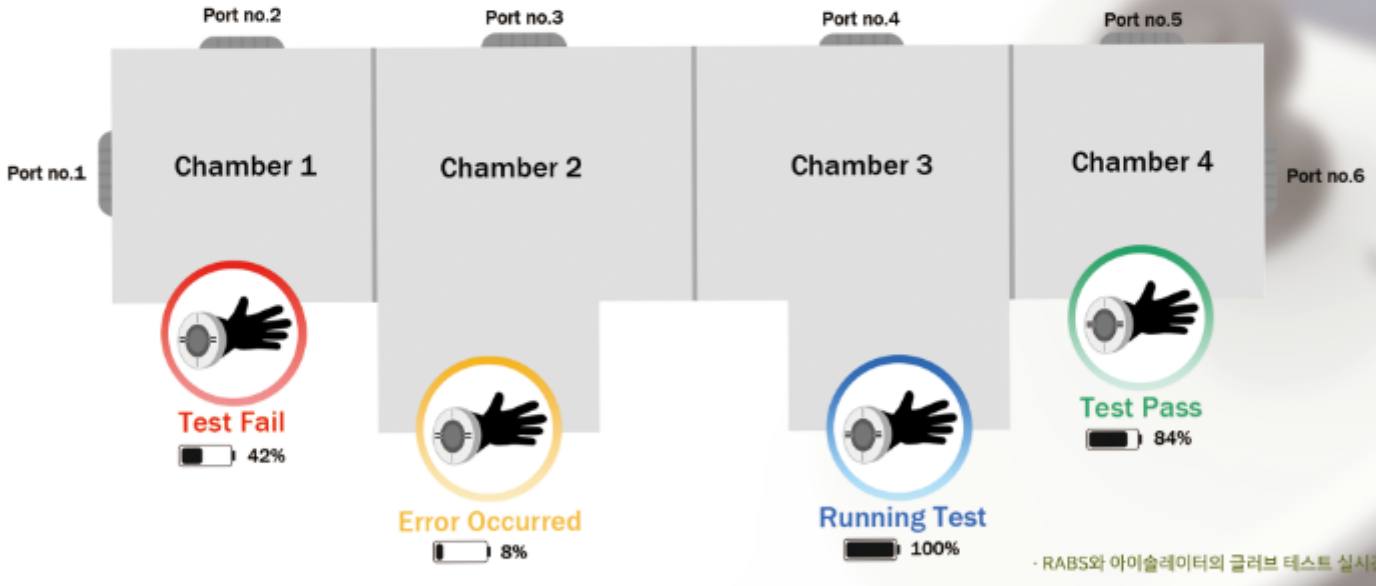 Port no.2
Port no.3
Port no.4
Port no.5
Port no.1
Chamber 1
Chamber 2
Chamber 3
Chamber 4
Port no.6
Test Fail
42%
Error Occurred
8%
Running Test
100%
Test Pass
84%
· RABS와 아이솔레이터의 글러브 테스트